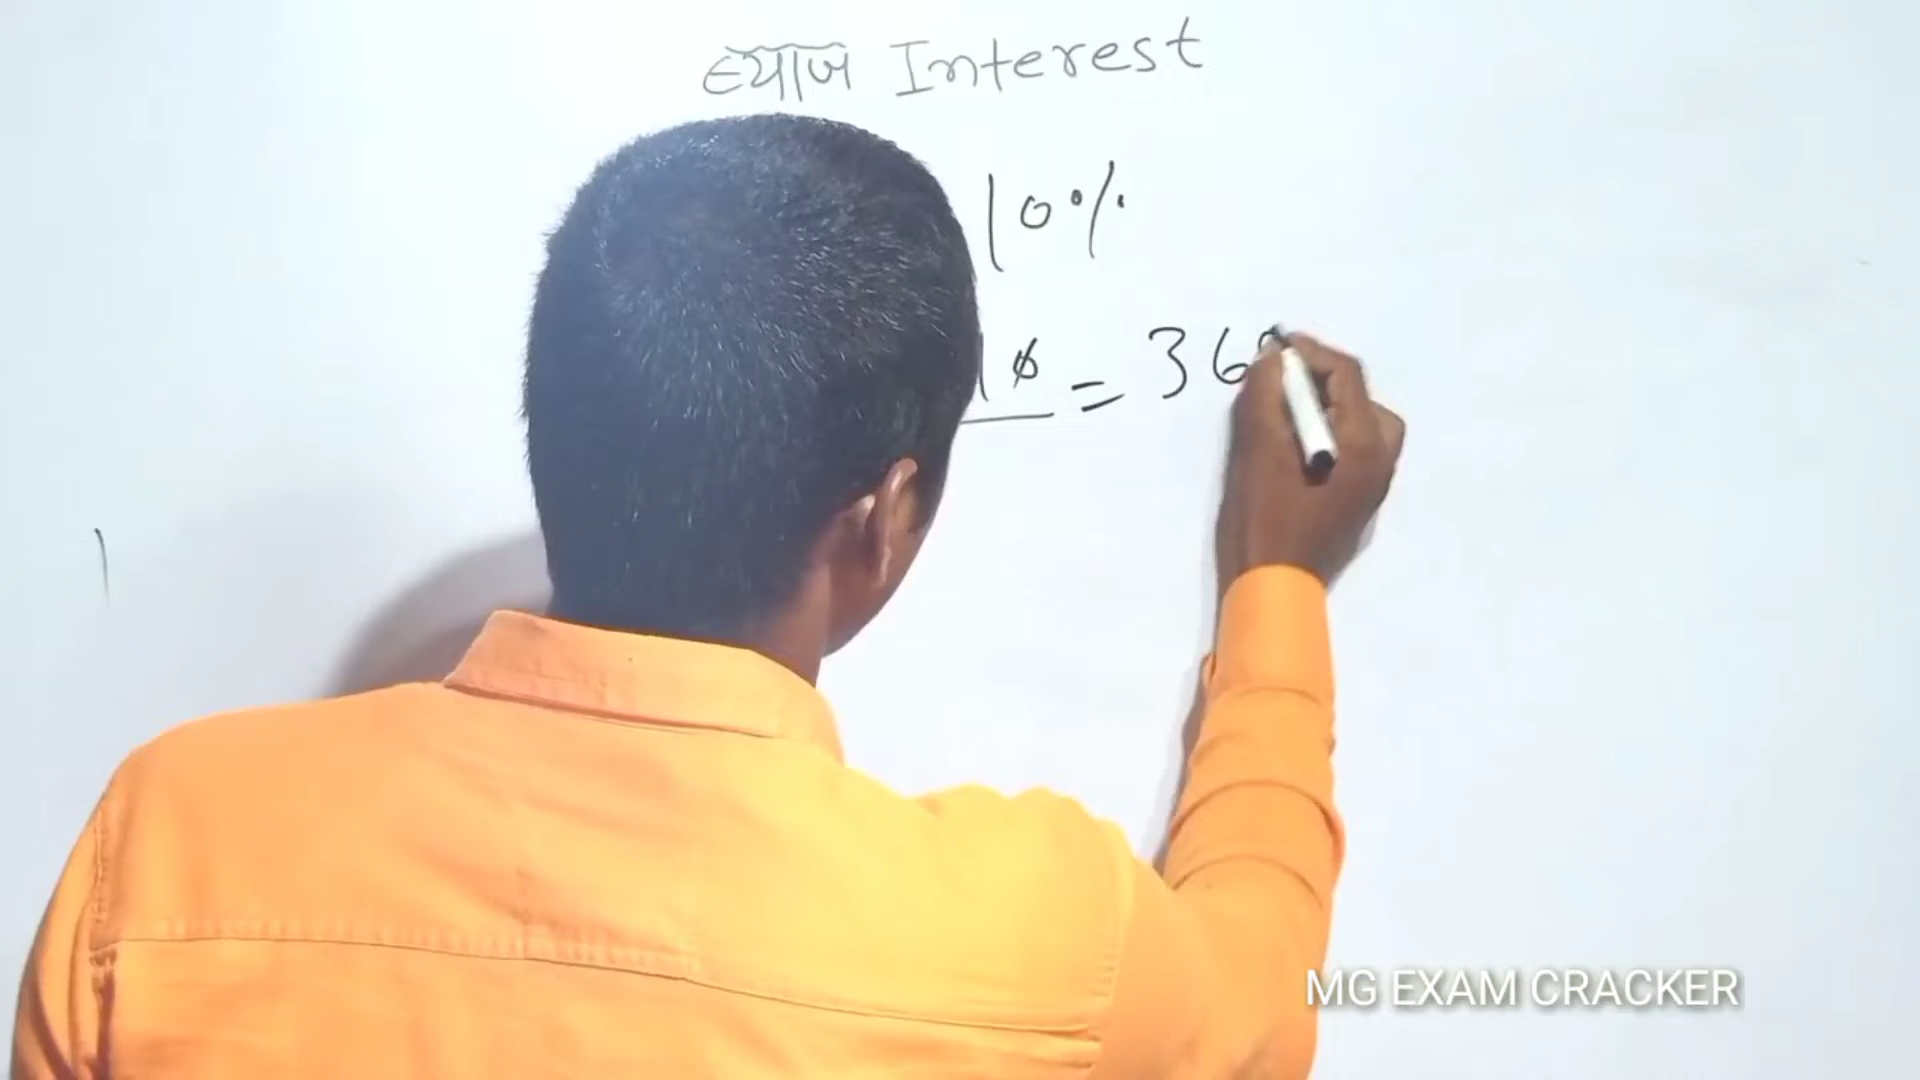 ब्याज Interest
10%
10 = 36
MG EXAM CRACKER